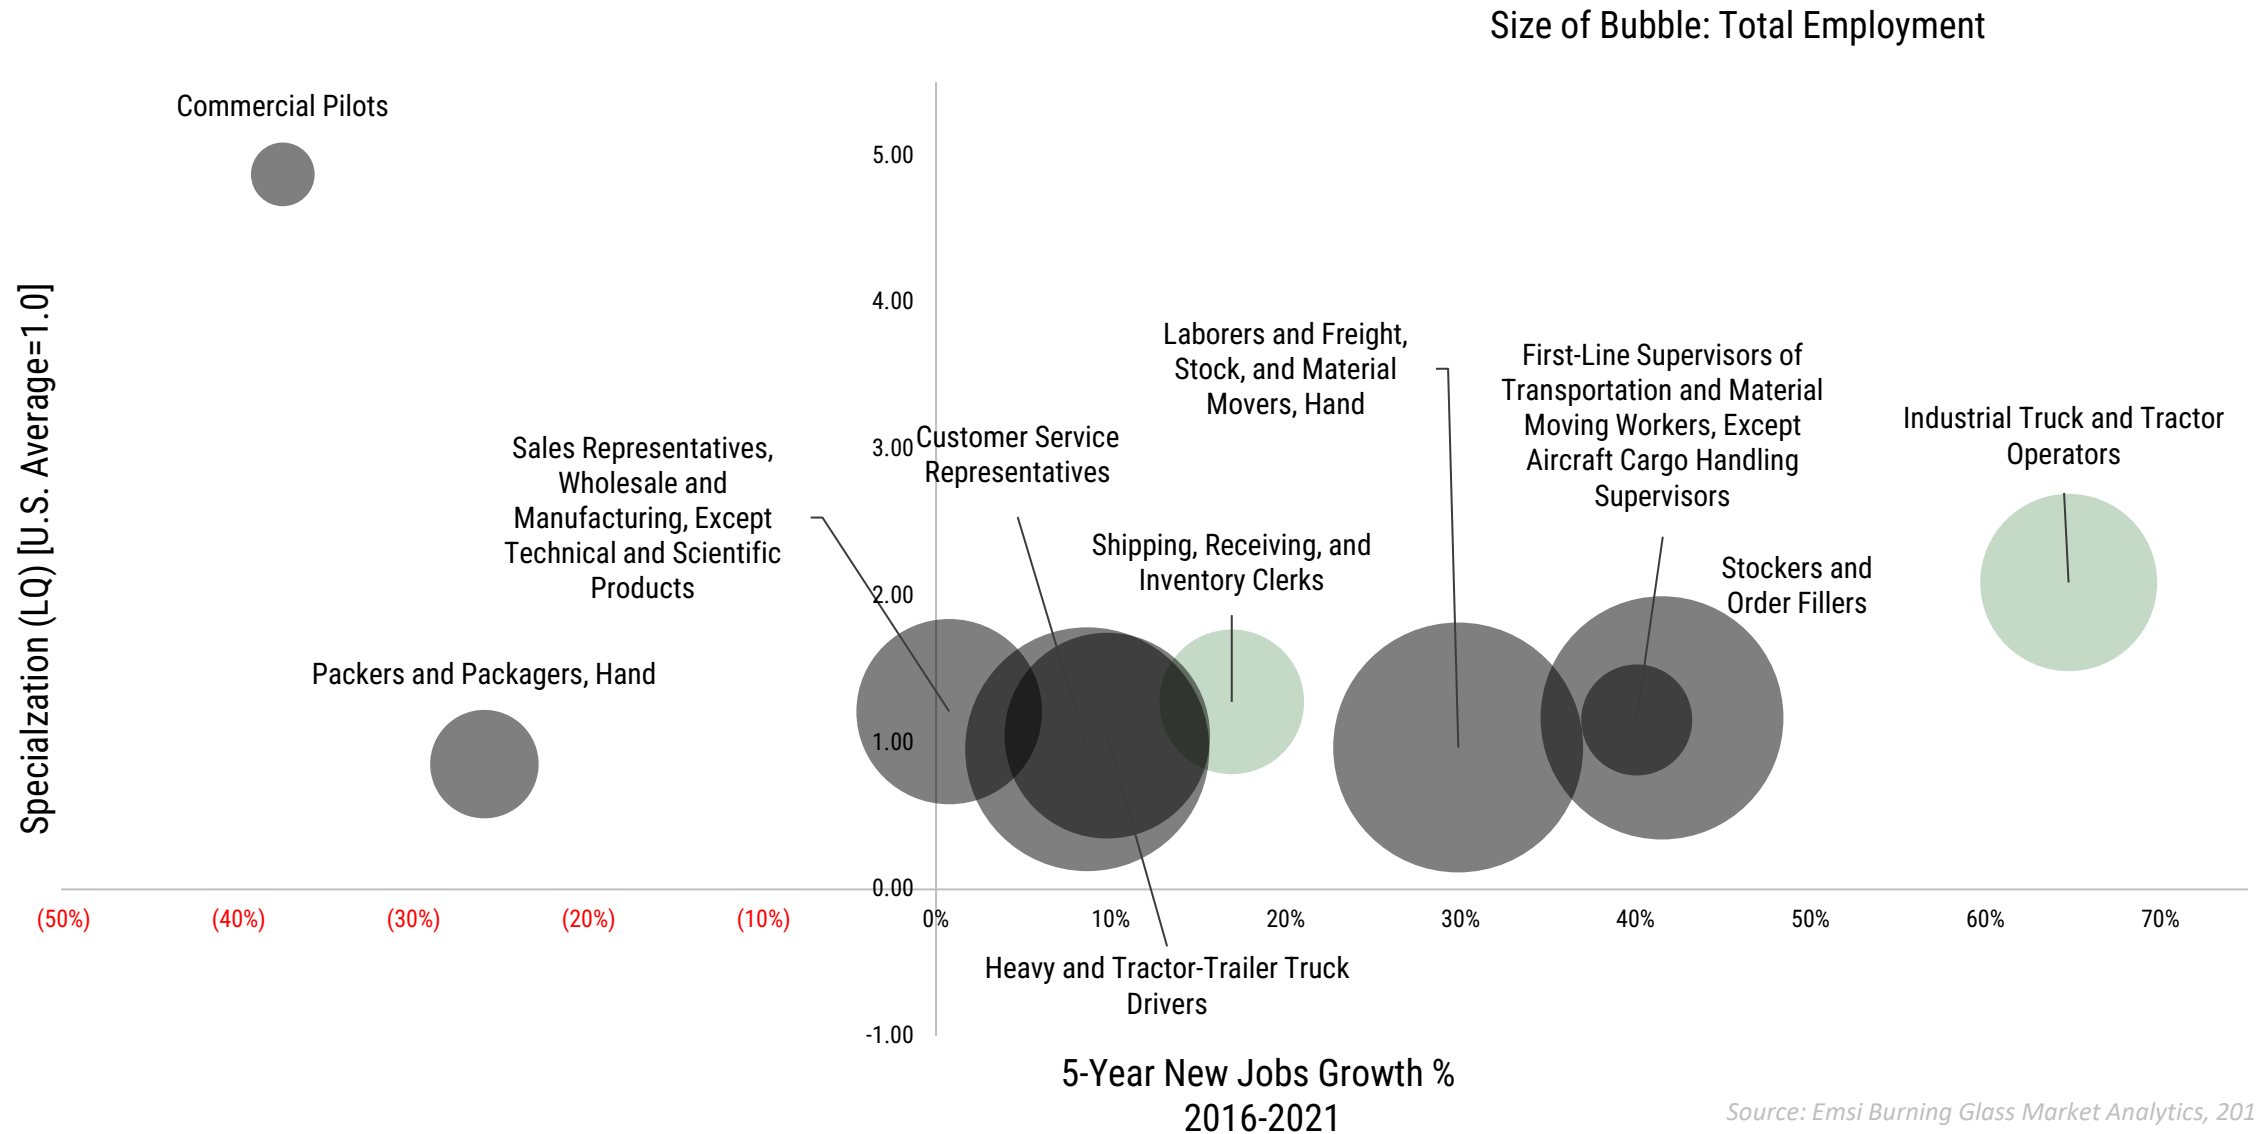 Size of Bubble: Total Employment
Commercial Pilots
5.00
4.00
3.00
2.00
1.00
0.00
-1.00
Specialzation (LQ) [U.S. Average=1.0]
Laborers and Freight,
Stock, and Material
Movers, Hand
First-Line Supervisors of
Transportation and Material
Moving Workers, Except
Aircraft Cargo Handling
Supervisors
Industrial Truck and Tractor
Operators
Sales Representatives,
Wholesale and
Manufacturing, Except
Technical and Scientific
Products
Customer Service
Representatives
Shipping, Receiving, and
Inventory Clerks
Stockers and
Order Fillers
Packers and Packagers, Hand
(50%)
(40%)
(30%)
(20%)
(10%)
0%
10%
20%
30%
40%
50%
60%
70%
Heavy and Tractor-Trailer Truck
Drivers
5-Year New Jobs Growth %
2016-2021
Source: Emsi Burning Glass Market Analytics, 201